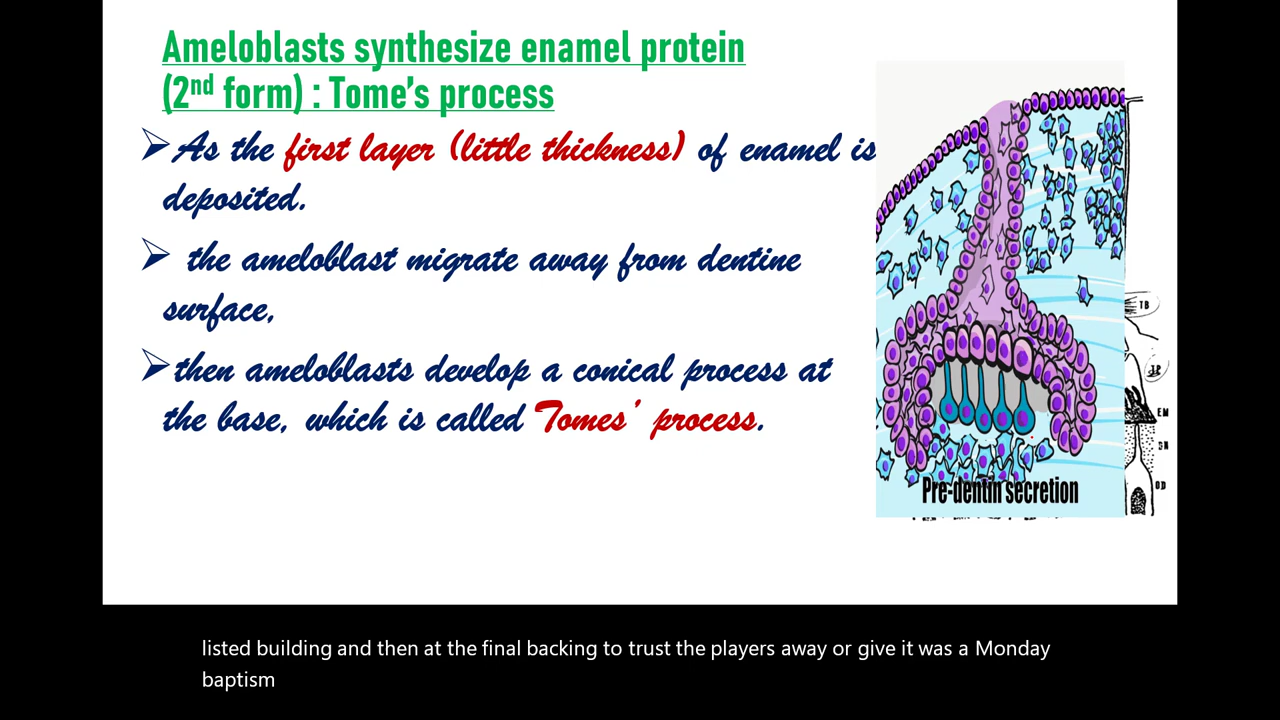 Ameloblasts synthesize enamel protein
(2nd form) : Tome's process
➢As the first layer (little thickness) of enamel is
deposited.
➢ the ameloblast migrate away from dentine
surface,
➢then ameloblasts develop a conical process at
the base, which is called Tomes' process.
TB
EM
Pre-dentin secretion
listed building and then at the final backing to trust the players away or give it was a Monday
baptism